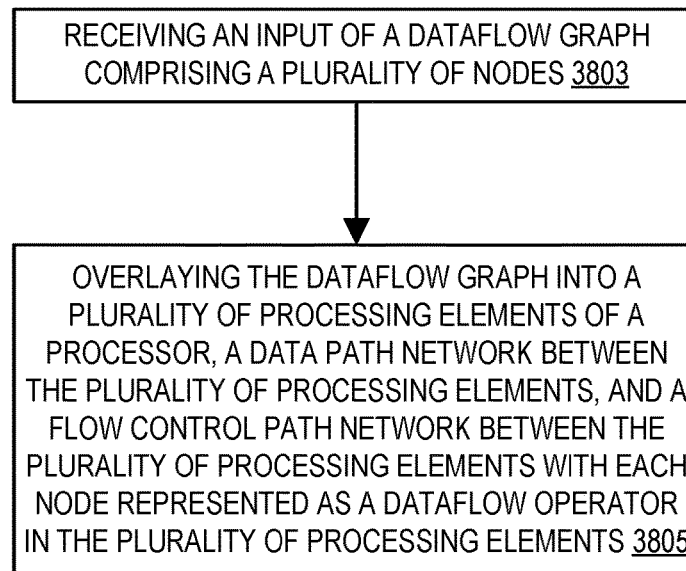 RECEIVING AN INPUT OF A DATAFLOW GRAPH
COMPRISING A PLURALITY OF NODES 3803
OVERLAYING THE DATAFLOW GRAPH INTO A
PLURALITY OF PROCESSING ELEMENTS OF A
PROCESSOR, A DATA PATH NETWORK BETWEEN
THE PLURALITY OF PROCESSING ELEMENTS, AND A
FLOW CONTROL PATH NETWORK BETWEEN THE
PLURALITY OF PROCESSING ELEMENTS WITH EACH
NODE REPRESENTED AS A DATAFLOW OPERATOR
IN THE PLURALITY OF PROCESSING ELEMENTS 3805